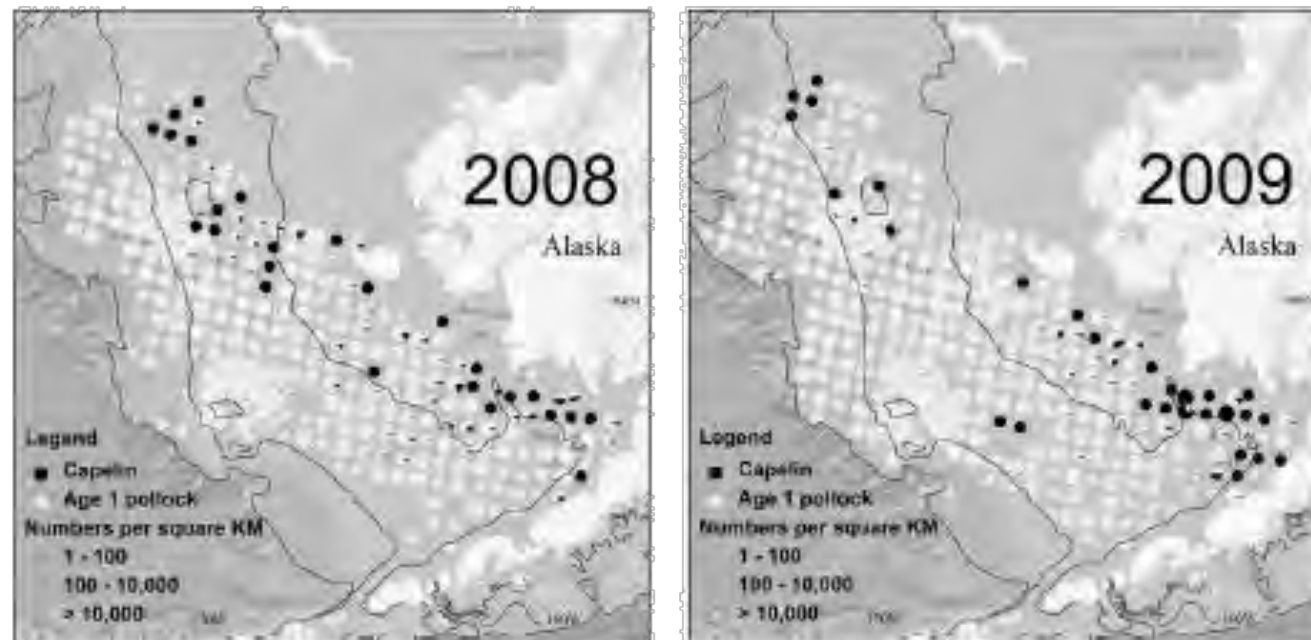 2008
Alaska
Legend
Capelin
Age 1 pollock
Numbers per square KM
1 - 100
100 - 10,000
> 10,000
2009
Alaska
Legend
Capelin
Age 1 pollock
Numbers per square KM
1 - 100
100 - 10,000
> 10,000